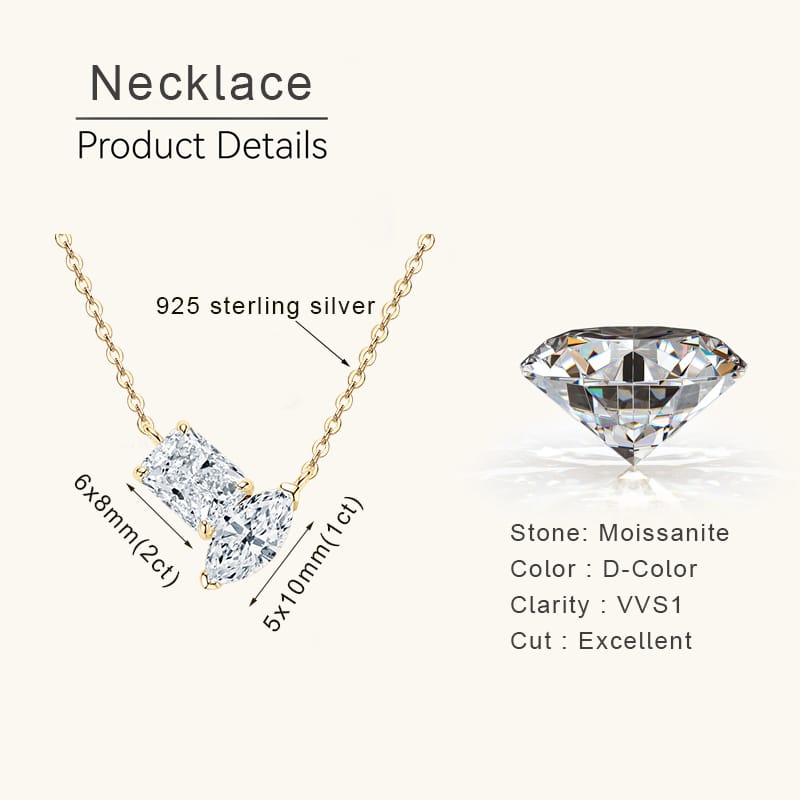 Necklace
Product Details
925 sterling silver
6x8mm(2ct)
5x10mm(1ct)
Stone: Moissanite
Color : D-Color
Clarity : VVS1
Cut : Excellent